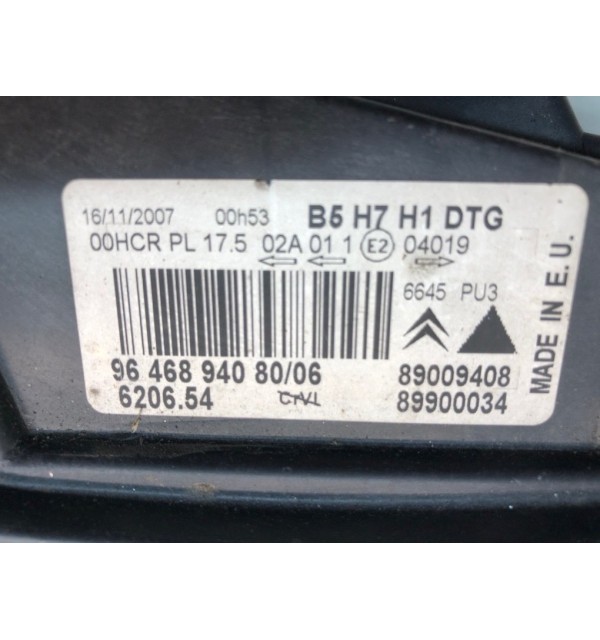 16/11/2007 00h53 B5 H7 H1 DTG
00HCR PL 17.5 02A 01 1 E2 04019
6645 PU3
96 468 940 80/06 89009408
6206.54 89900034
MADE IN E.U.